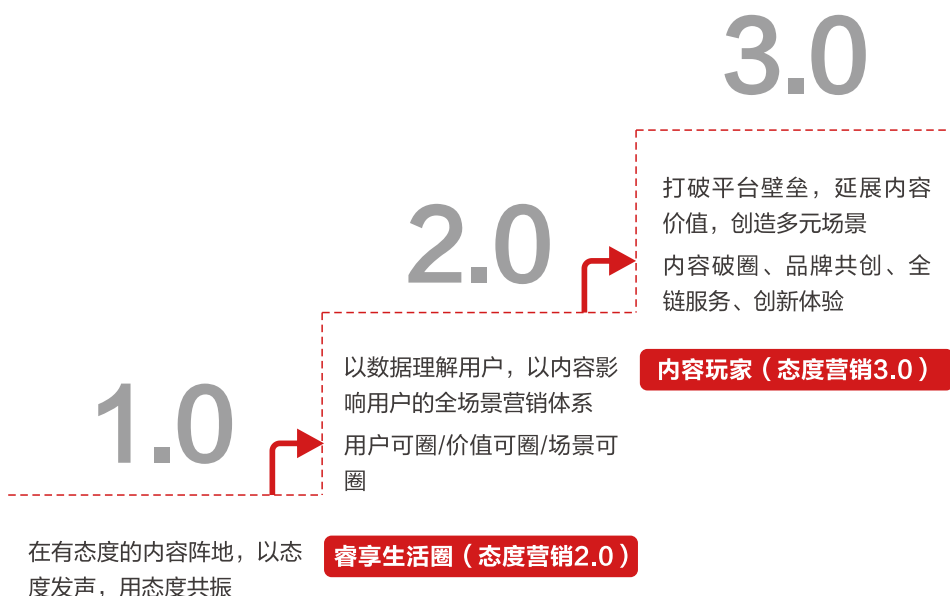 3.0
打破平台壁垒，延展内容
价值，创造多元场景
内容破圈、品牌共创、全
链服务、创新体验
内容玩家（态度营销3.0）
2.0
以数据理解用户，以内容影
响用户的全场景营销体系
用户可圈/价值可圈/场景可
圈
睿享生活圈（态度营销2.0）
1.0
在有态度的内容阵地，以态
度发声，用态度共振